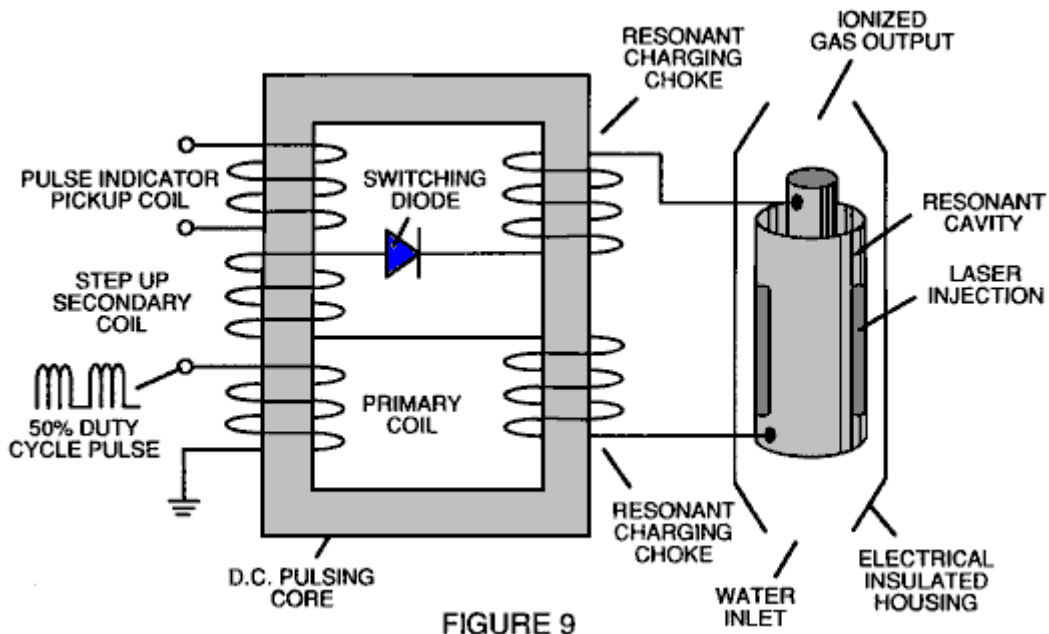 IONIZED
GAS OUTPUT
RESONANT
CHARGING
CHOKE
PULSE INDICATOR
PICKUP COIL
SWITCHING
DIODE
RESONANT
CAVITY
LASER
INJECTION
STEP UP
SECONDARY
COIL
PRIMARY
COIL
50% DUTY
CYCLE PULSE
RESONANT
CHARGING
CHOKE
D.C. PULSING
CORE
WATER
INLET
ELECTRICAL
INSULATED
HOUSING
FIGURE 9